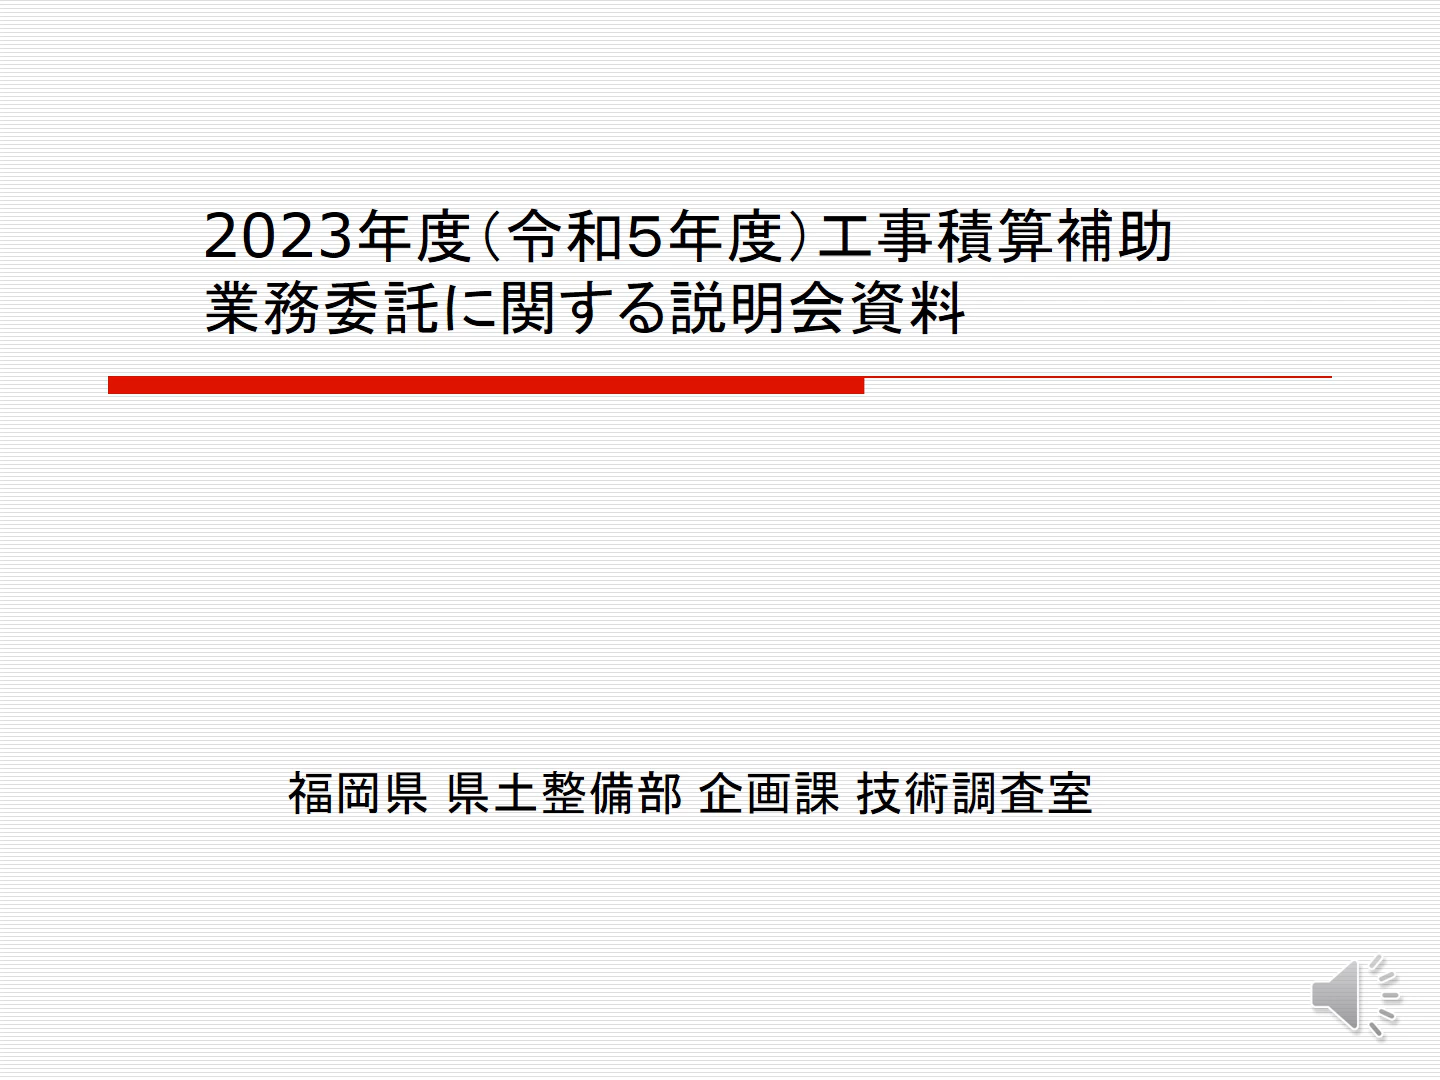 2023年度（令和５年度）工事積算補助
業務委託に関する説明会資料
福岡県 県土整備部 企画課 技術調査室